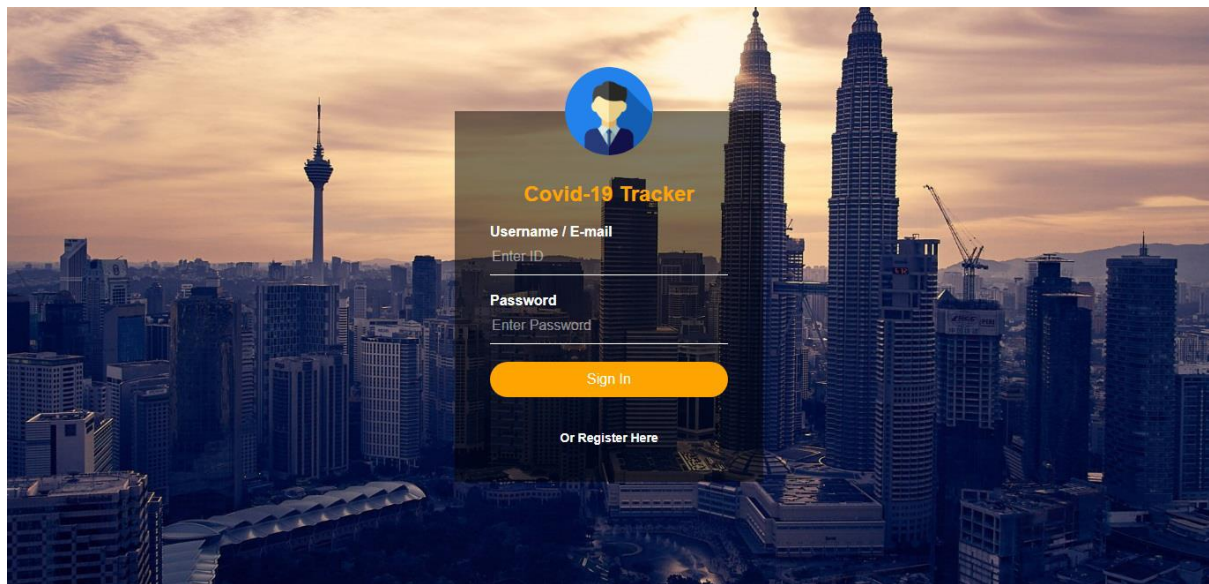 Covid-19 Tracker
Username / E-mail
Enter ID
Password
Enter Password
Sign In
Or Register Here